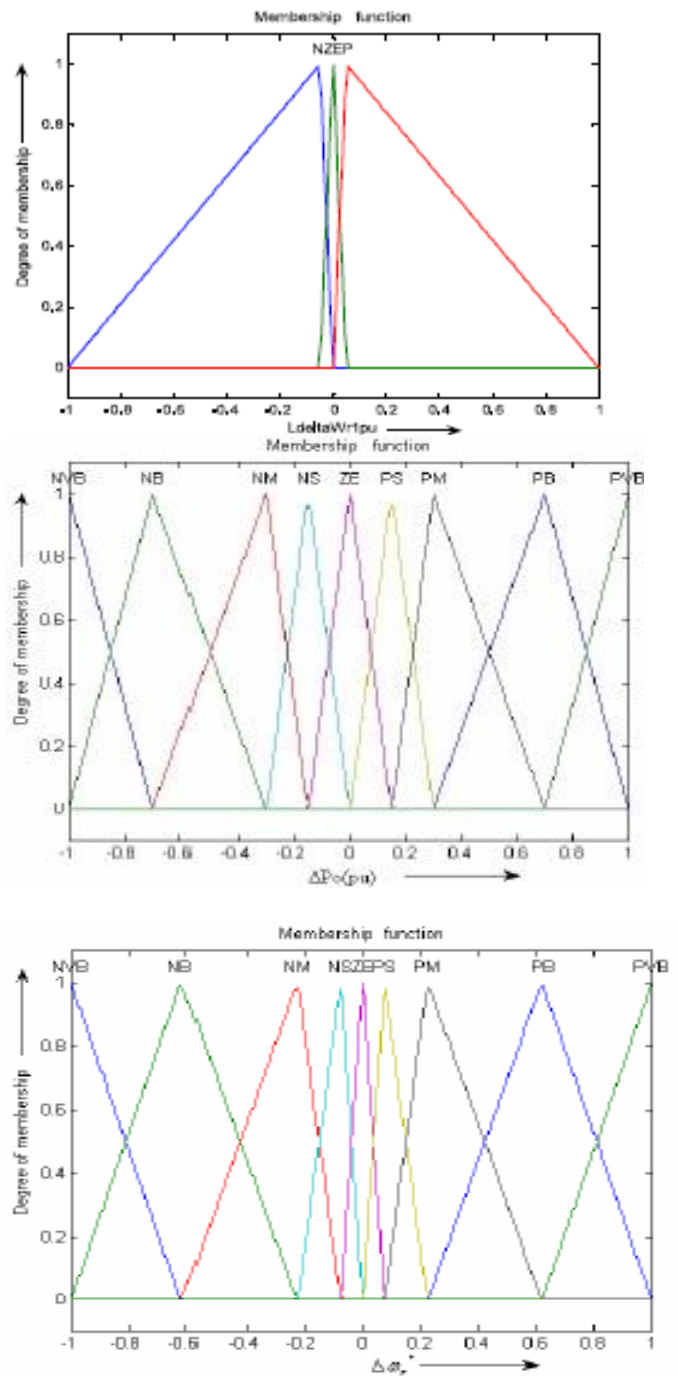 Membership function
NZEP
1
0.8
0.6
0.4
0.2
0
Degree of membership
-1 -0.8 -0.6 -0.4 -0.2 0 0.2 0.4 0.6 0.8 1
LdeltaWr1pu
Membership function
NVB NB NM NS ZE PS PM PB PVB
1
0.8
0.6
0.4
0.2
0
Degree of membership
-1 -0.8 -0.6 -0.4 -0.2 0 0.2 0.4 0.6 0.8 1
ΔPo(pu)
Membership function
NVB NB NM NSZEPS PM PB PVB
1
0.8
0.6
0.4
0.2
0
Degree of membership
-1 -0.8 -0.6 -0.4 -0.2 0 0.2 0.4 0.6 0.8 1
Δωr*